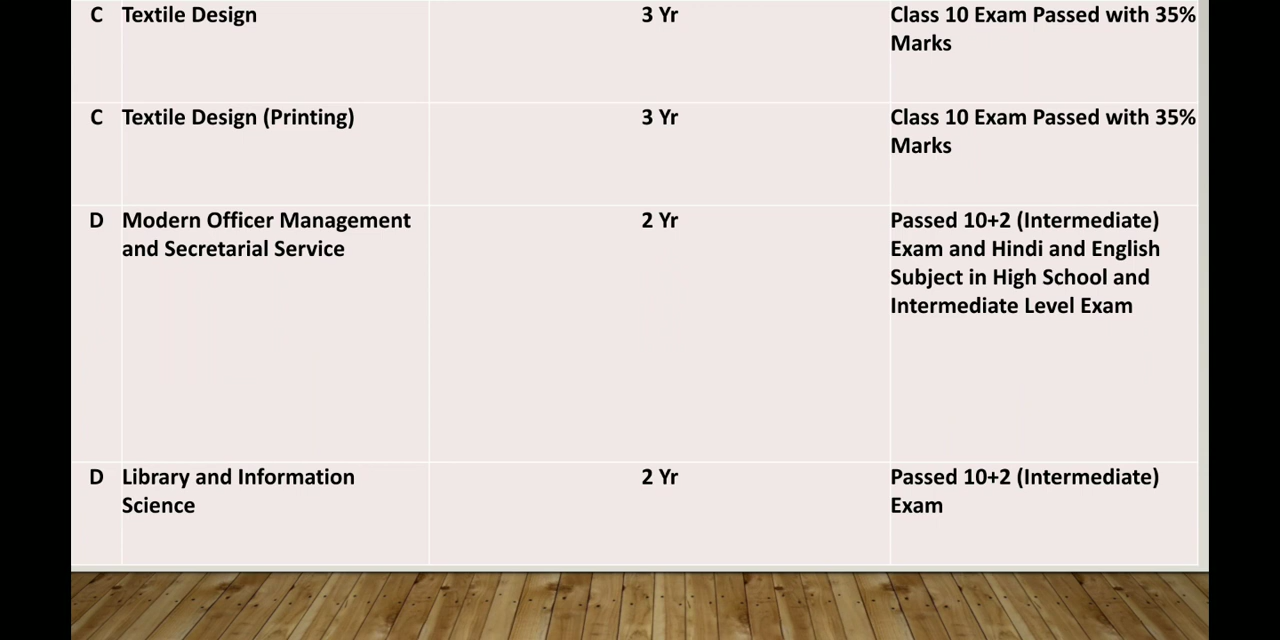 C Textile Design 3 Yr Class 10 Exam Passed with 35%
Marks
C Textile Design (Printing) 3 Yr Class 10 Exam Passed with 35%
Marks
D Modern Officer Management 2 Yr Passed 10+2 (Intermediate)
and Secretarial Service Exam and Hindi and English
Subject in High School and
Intermediate Level Exam
D Library and Information 2 Yr Passed 10+2 (Intermediate)
Science Exam